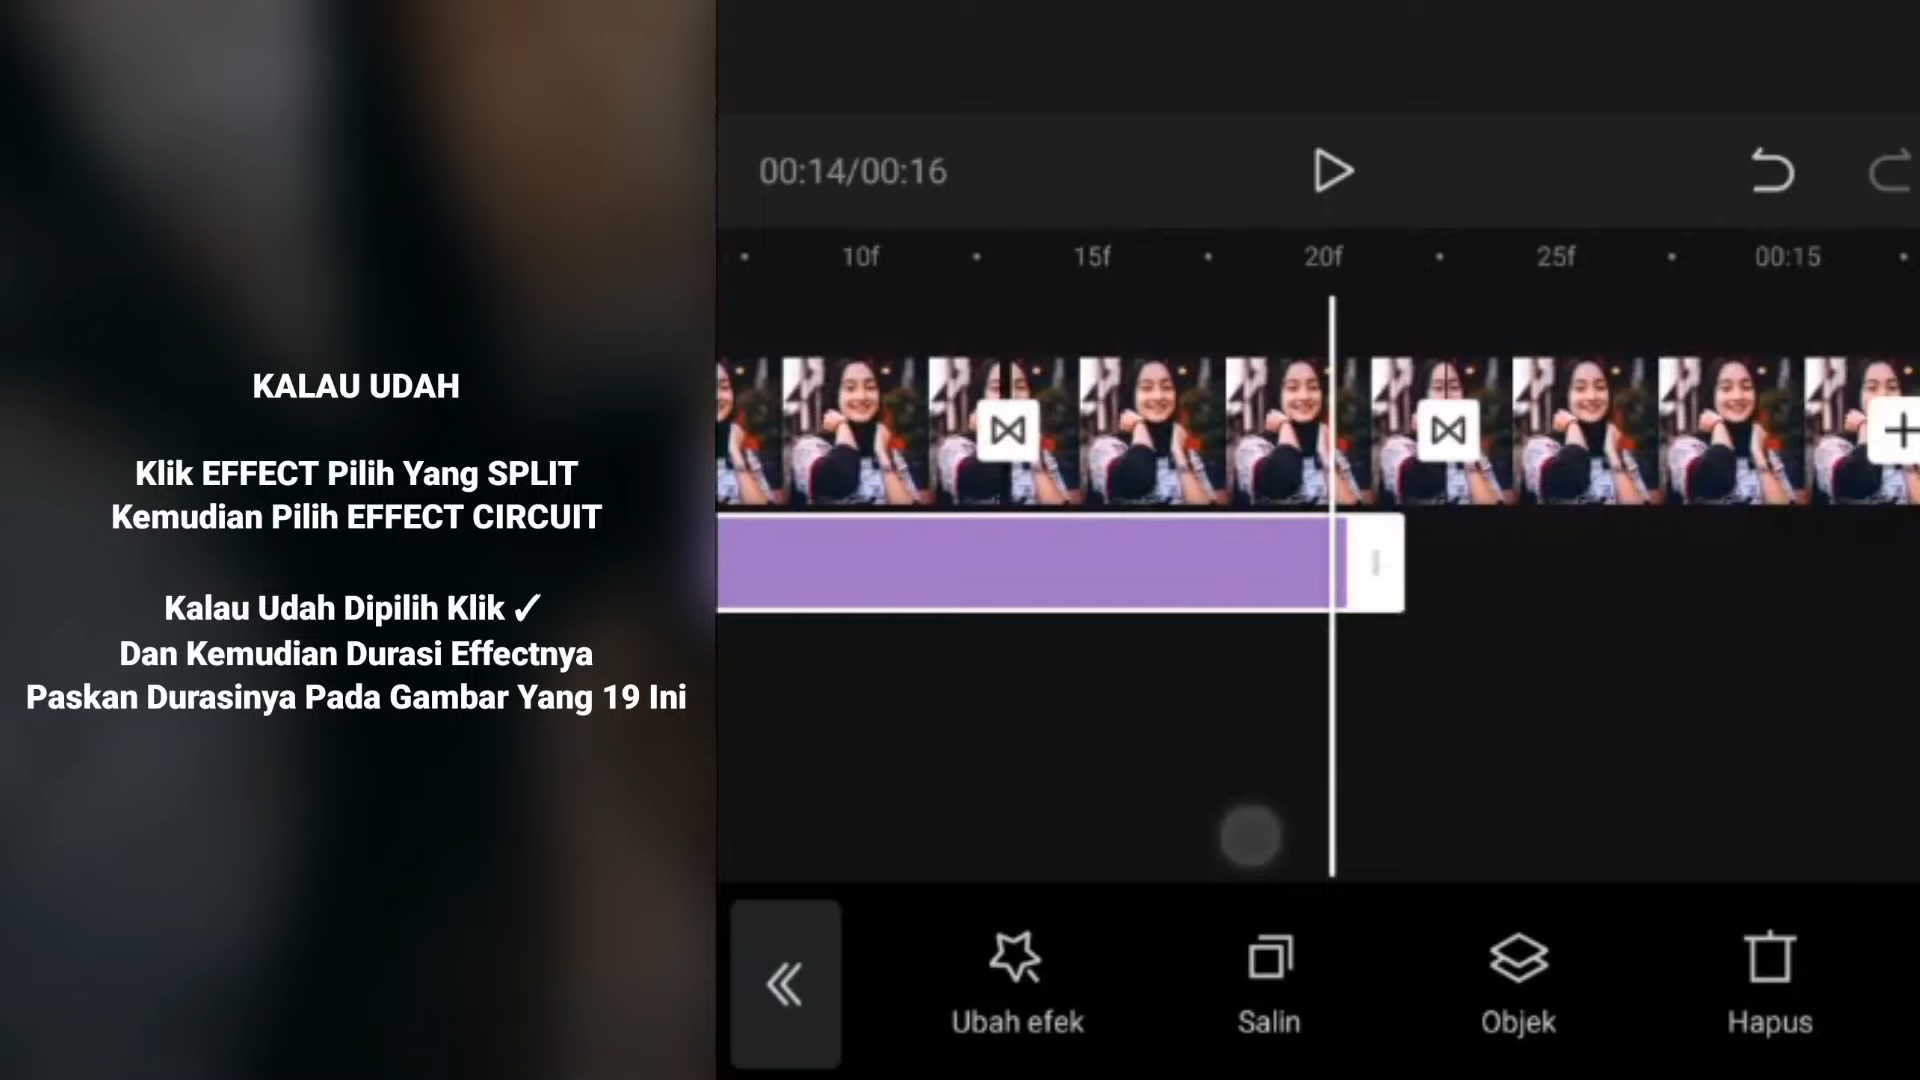 KALAU UDAH
Klik EFFECT Pilih Yang SPLIT
Kemudian Pilih EFFECT CIRCUIT
Kalau Udah Dipilih Klik ✓
Dan Kemudian Durasi Effectnya
Paskan Durasinya Pada Gambar Yang 19 Ini
00:14/00:16
10f 15f 20f 25f 00:15
Ubah efek Salin Objek Hapus